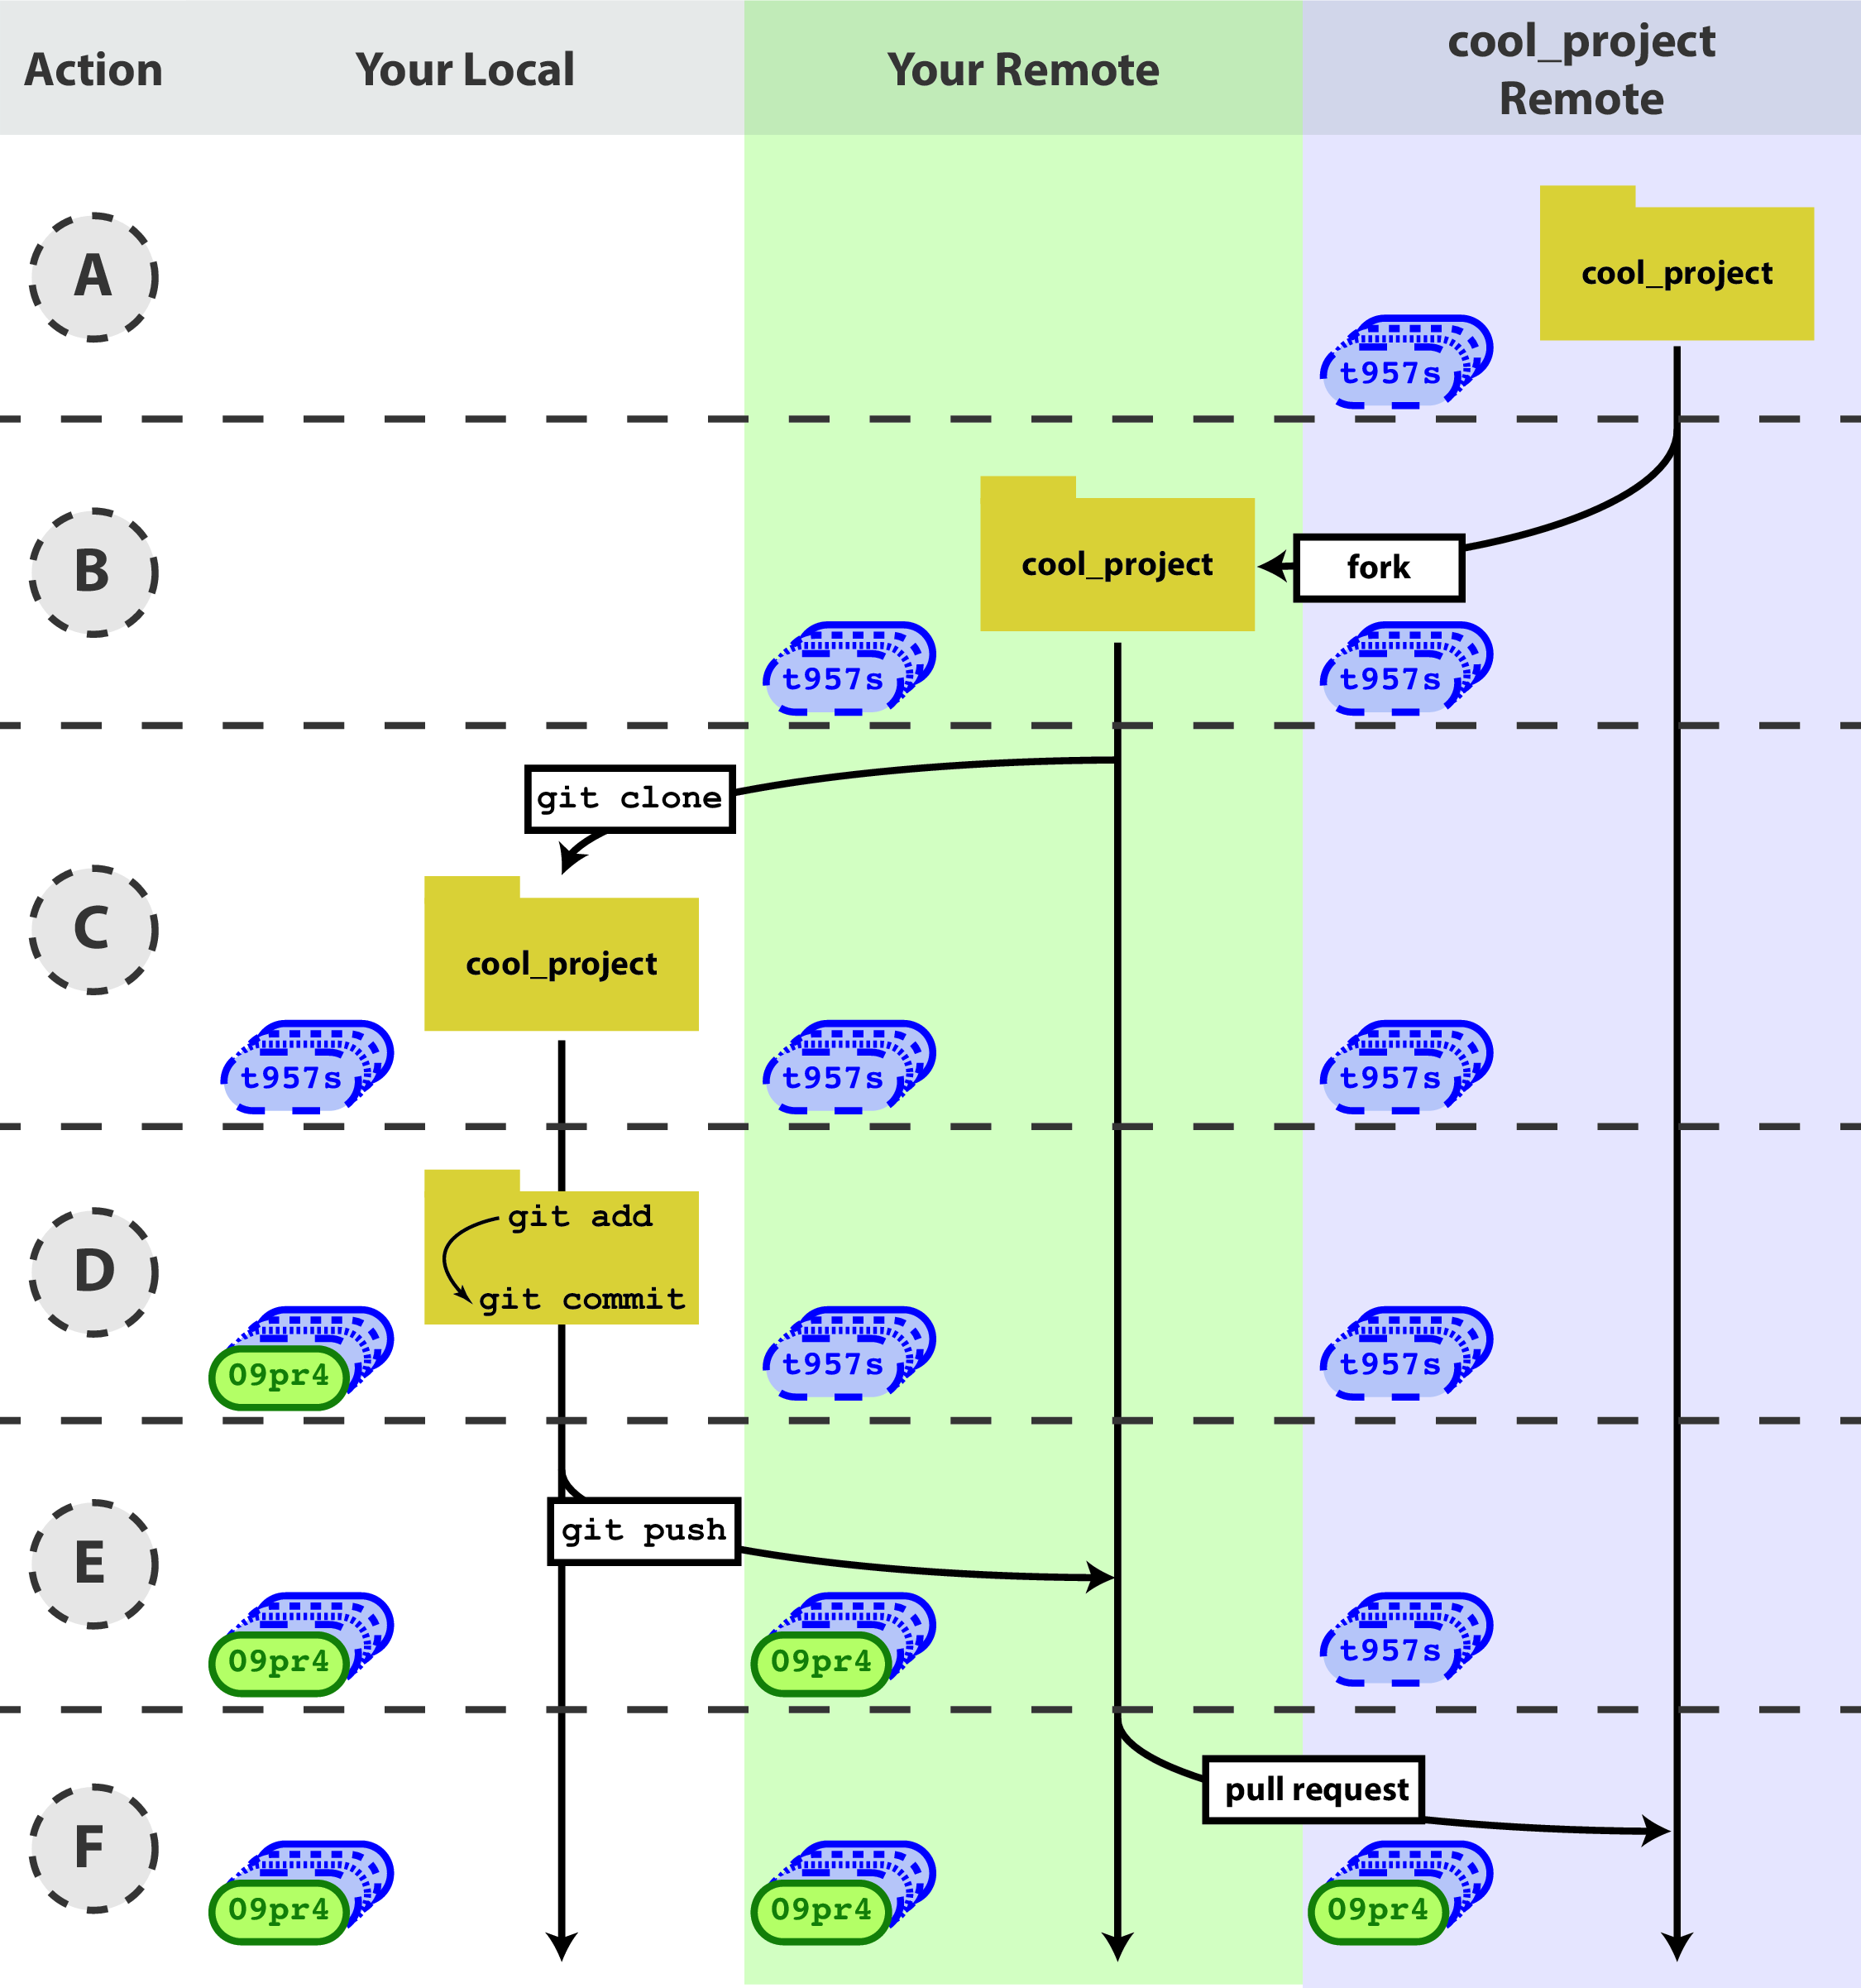 Action
Your Local
Your Remote
cool_project
Remote
A
cool_project
t957s
B
cool_project
fork
t957s
t957s
git clone
C
cool_project
t957s
t957s
t957s
git add
D
git commit
09pr4
t957s
t957s
git push
E
09pr4
09pr4
t957s
pull request
F
09pr4
09pr4
09pr4